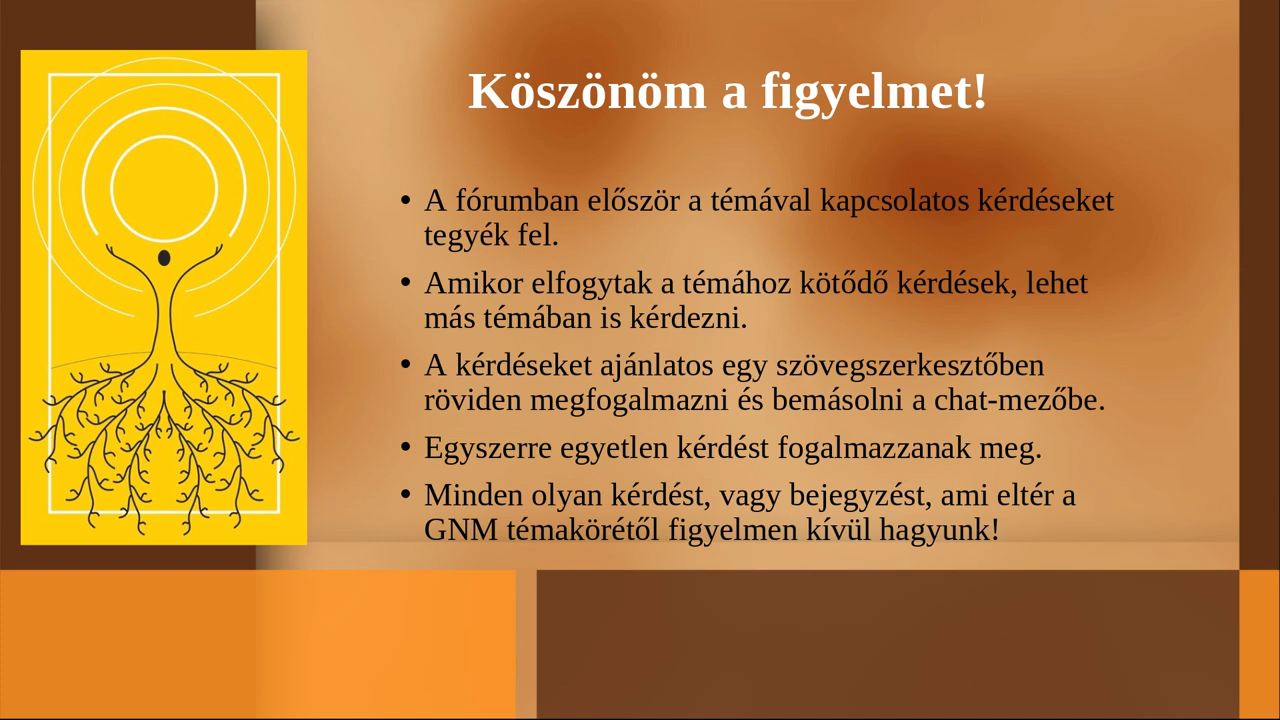 Köszönöm a figyelmet!
• A fórumban először a témával kapcsolatos kérdéseket
tegyék fel.
• Amikor elfogytak a témához kötődő kérdések, lehet
más témában is kérdezni.
• A kérdéseket ajánlatos egy szövegszerkesztőben
röviden megfogalmazni és bemásolni a chat-mezőbe.
• Egyszerre egyetlen kérdést fogalmazzanak meg.
• Minden olyan kérdést, vagy bejegyzést, ami eltér a
GNM témakörétől figyelmen kívül hagyunk!